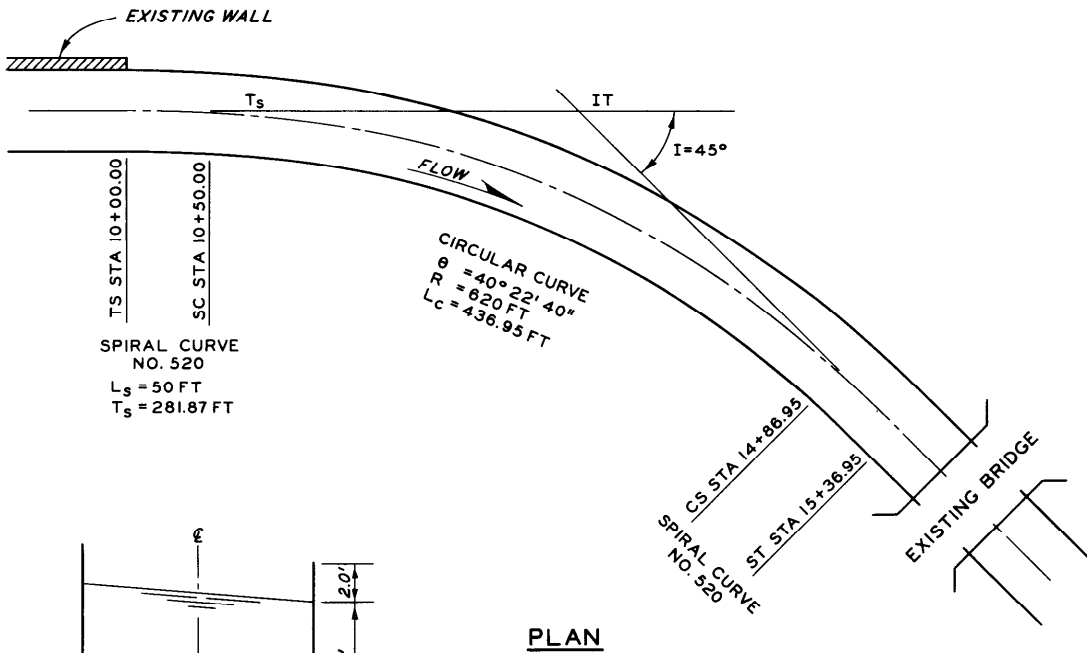 EXISTING WALL
Ts
IT
I=45°
FLOW
TS STA 10+00.00
SC STA 10+50.00
SPIRAL CURVE
NO. 520
Ls = 50 FT
Ts = 281.87 FT
CIRCULAR CURVE
θ = 40° 22' 40"
R = 620 FT
Lc = 436.95 FT
CS STA 14+86.95
SPIRAL CURVE
NO. 520
ST STA 15+36.95
EXISTING BRIDGE
℄
2.0'
PLAN